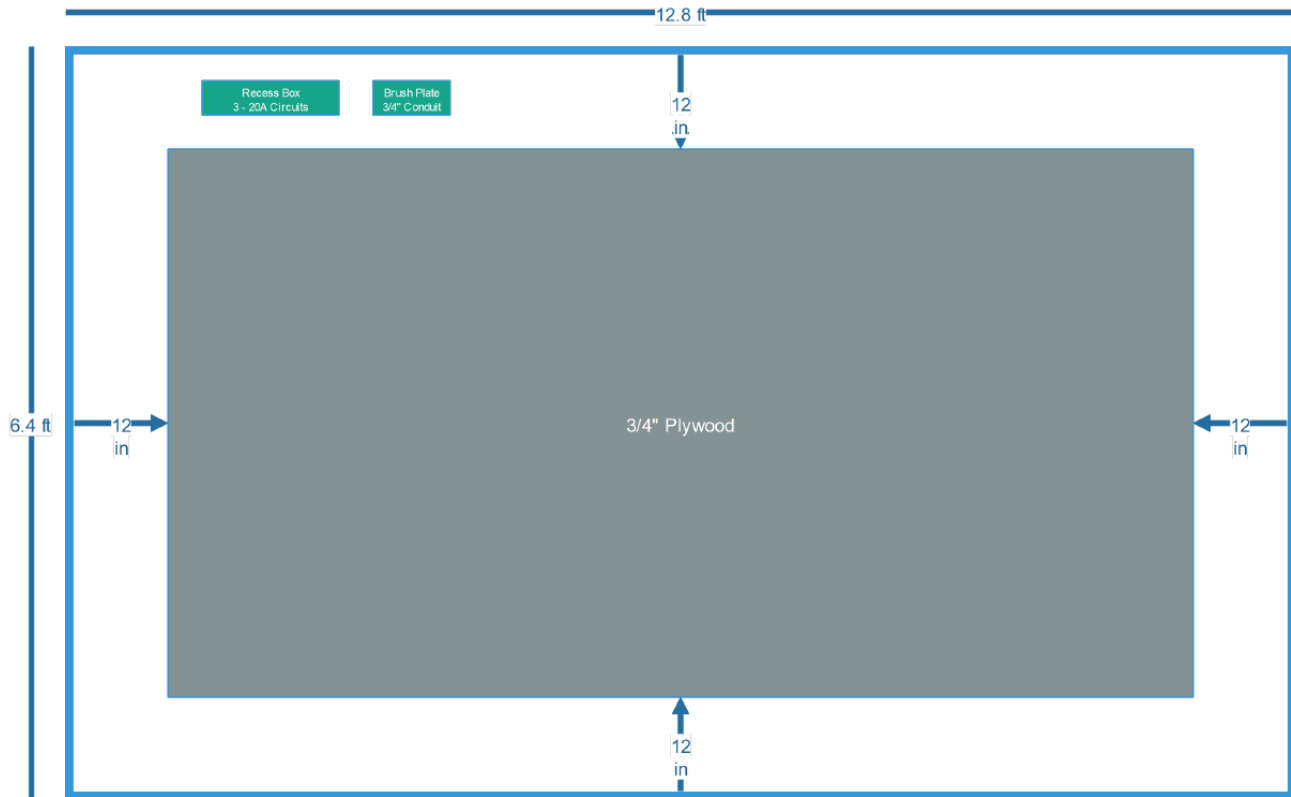 12.8 ft
Recess Box
3 - 20A Circuits
Brush Plate
3/4" Conduit
12
in.
6.4 ft
12
in
3/4" Plywood
12
in
12
in